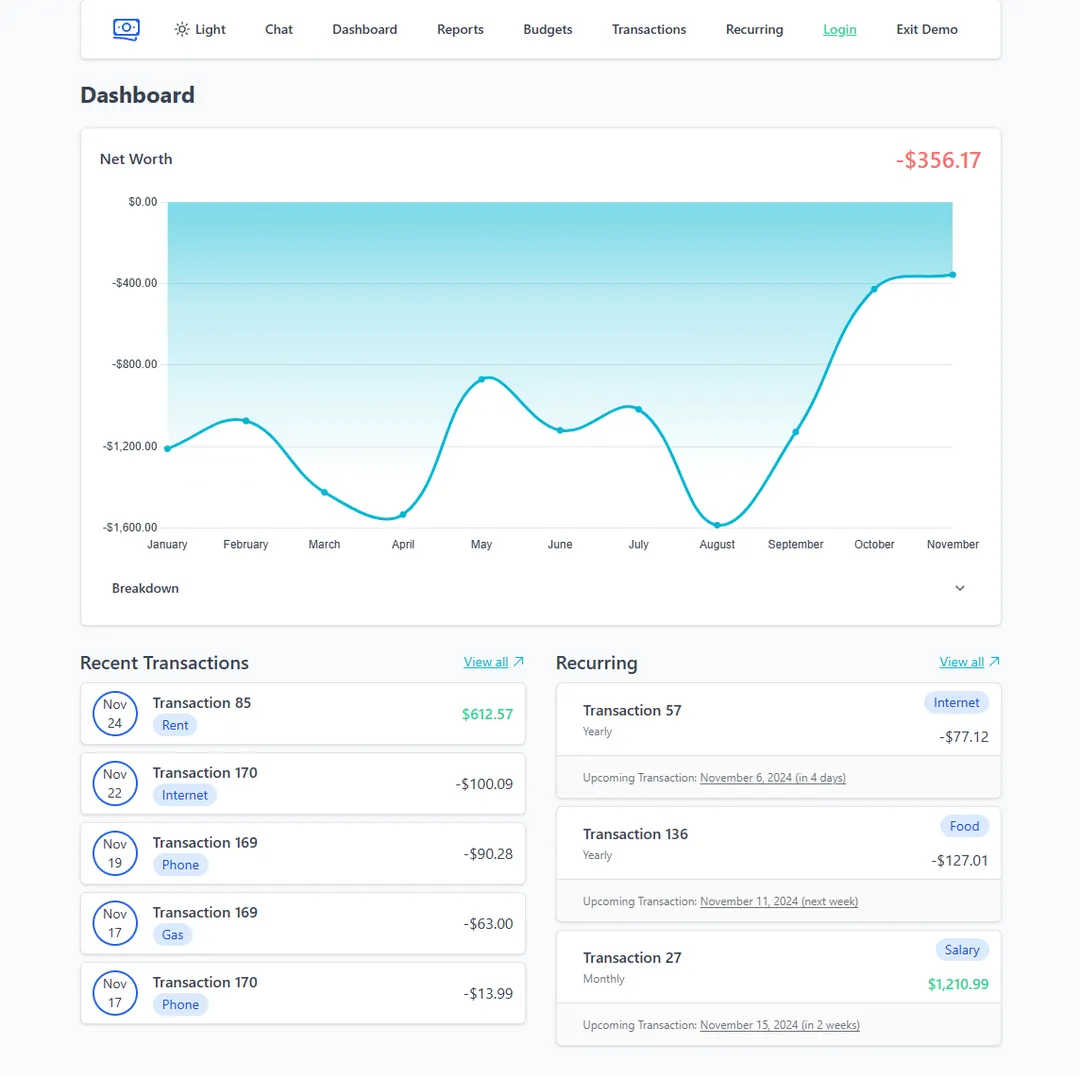 Light Chat Dashboard Reports Budgets Transactions Recurring Login Exit Demo
Dashboard
Net Worth
-$356.17
$0.00
-$400.00
-$800.00
-$1,200.00
-$1,600.00
January February March April May June July August September October November
Breakdown
Recent Transactions
View all
Nov
24
Transaction 85
Rent
$612.57
Nov
22
Transaction 170
Internet
-$100.09
Nov
19
Transaction 169
Phone
-$90.28
Nov
17
Transaction 169
Gas
-$63.00
Nov
17
Transaction 170
Phone
-$13.99
Recurring
View all
Transaction 57
Yearly
Internet
-$77.12
Upcoming Transaction: November 6, 2024 (in 4 days)
Transaction 136
Yearly
Food
-$127.01
Upcoming Transaction: November 11, 2024 (next week)
Transaction 27
Monthly
Salary
$1,210.99
Upcoming Transaction: November 15, 2024 (in 2 weeks)